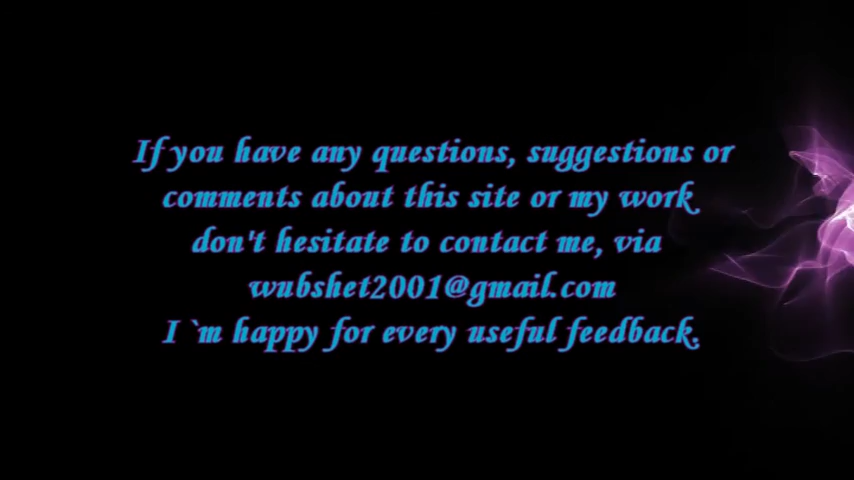 If you have any questions, suggestions or
comments about this site or my work
don't hesitate to contact me, via
wubshet2001@gmail.com
I `m happy for every useful feedback.